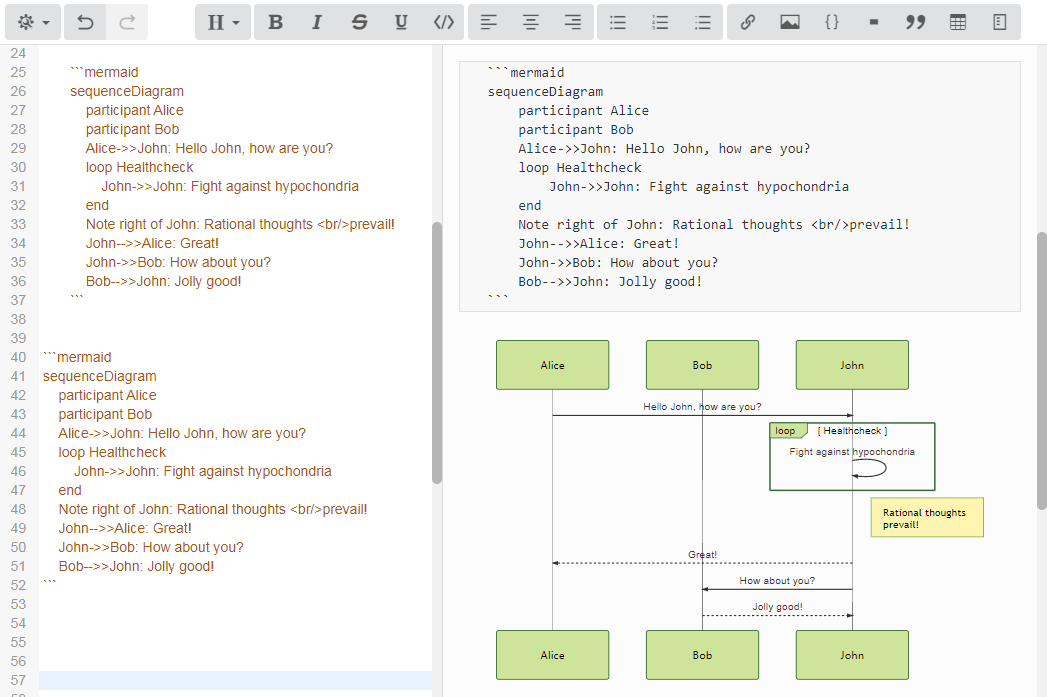 H B I S U </> {}
24
25 ```mermaid
26 sequenceDiagram
27 participant Alice
28 participant Bob
29 Alice->>John: Hello John, how are you?
30 loop Healthcheck
31 John->>John: Fight against hypochondria
32 end
33 Note right of John: Rational thoughts <br/>prevail!
34 John-->>Alice: Great!
35 John->>Bob: How about you?
36 Bob-->>John: Jolly good!
37 ```
38
39
40 ```mermaid
41 sequenceDiagram
42 participant Alice
43 participant Bob
44 Alice->>John: Hello John, how are you?
45 loop Healthcheck
46 John->>John: Fight against hypochondria
47 end
48 Note right of John: Rational thoughts <br/>prevail!
49 John-->>Alice: Great!
50 John->>Bob: How about you?
51 Bob-->>John: Jolly good!
52 ```
53
54
55
56
57
```mermaid
sequenceDiagram
participant Alice
participant Bob
Alice->>John: Hello John, how are you?
loop Healthcheck
John->>John: Fight against hypochondria
end
Note right of John: Rational thoughts <br/>prevail!
John-->>Alice: Great!
John->>Bob: How about you?
Bob-->>John: Jolly good!
```
Alice Bob John
Hello John, how are you?
loop [ Healthcheck ]
Fight against hypochondria
Rational thoughts
prevail!
Great!
How about you?
Jolly good!
Alice Bob John